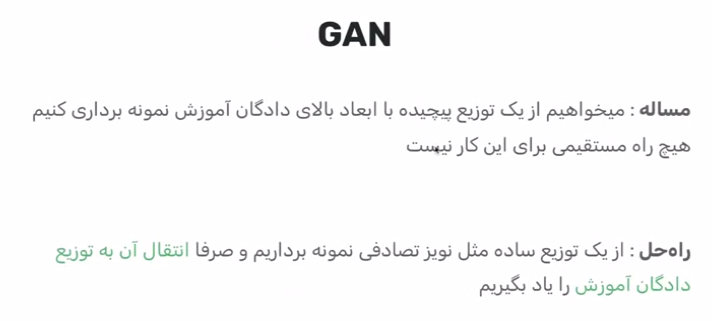 GAN
مساله : میخواهیم از یک توزیع پیچیده با ابعاد بالای دادگان آموزش نمونه برداری کنیم
هیچ راه مستقیمی برای این کار نیست
راه‌حل : از یک توزیع ساده مثل نویز تصادفی نمونه برداریم و صرفا انتقال آن به توزیع
دادگان آموزش را یاد بگیریم